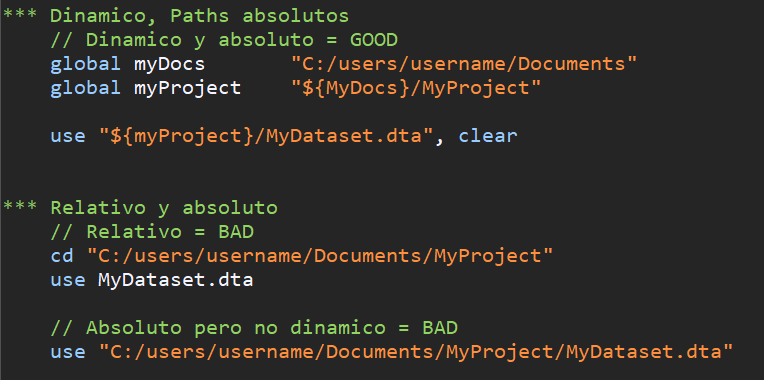 *** Dinamico, Paths absolutos
// Dinamico y absoluto = GOOD
global myDocs "C:/users/username/Documents"
global myProject "${MyDocs}/MyProject"
use "${myProject}/MyDataset.dta", clear
*** Relativo y absoluto
// Relativo = BAD
cd "C:/users/username/Documents/MyProject"
use MyDataset.dta
// Absoluto pero no dinamico = BAD
use "C:/users/username/Documents/MyProject/MyDataset.dta"